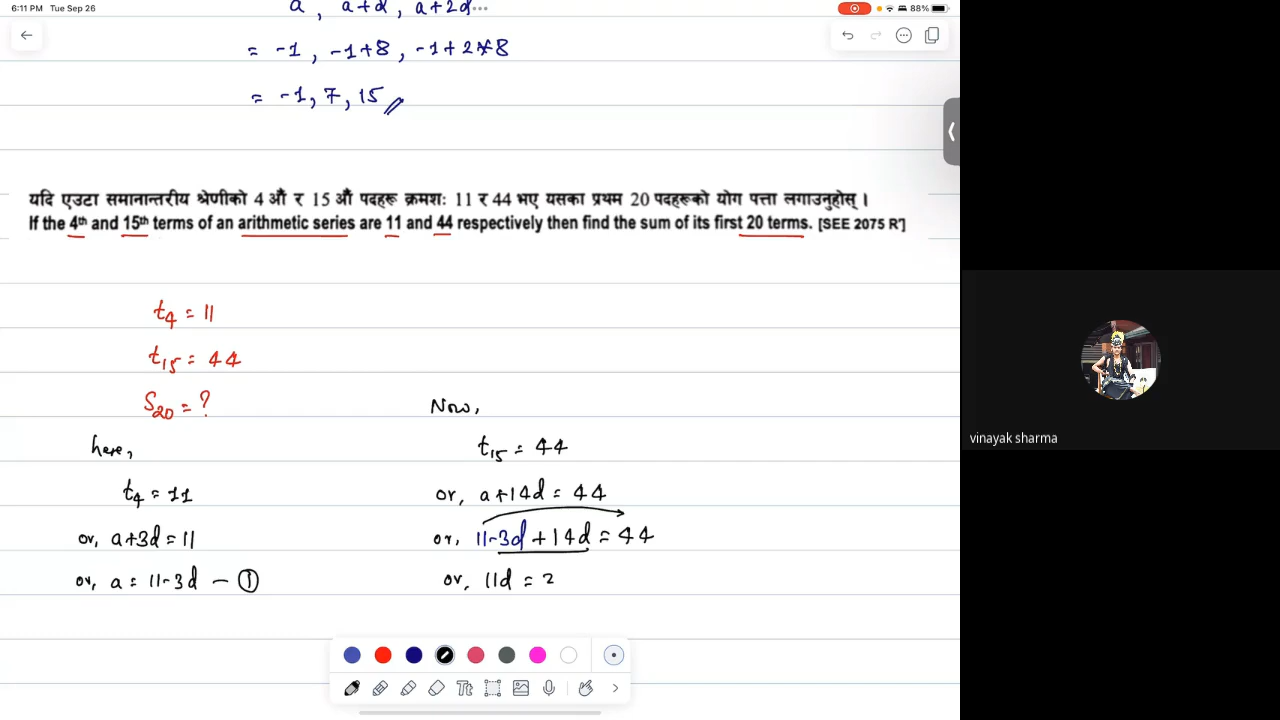 6:11 PM Tue Sep 26
88%
a, a+d, a+2d
= -1, -1+8, -1+2*8
= -1, 7, 15
यदि एउटा समानान्तरीय श्रेणीको 4 औं र 15 औं पदहरू क्रमशः 11 र 44 भए यसका प्रथम 20 पदहरूको योग पत्ता लगाउनुहोस् ।
If the 4th and 15th terms of an arithmetic series are 11 and 44 respectively then find the sum of its first 20 terms. [SEE 2075 R']
t4 = 11
t15 = 44
S20 = ?
here,
t4 = 11
or, a+3d = 11
or, a = 11-3d - ①
Now,
t15 = 44
or, a+14d = 44
or, 11-3d+14d = 44
or, 11d = 3
Tt
vinayak sharma